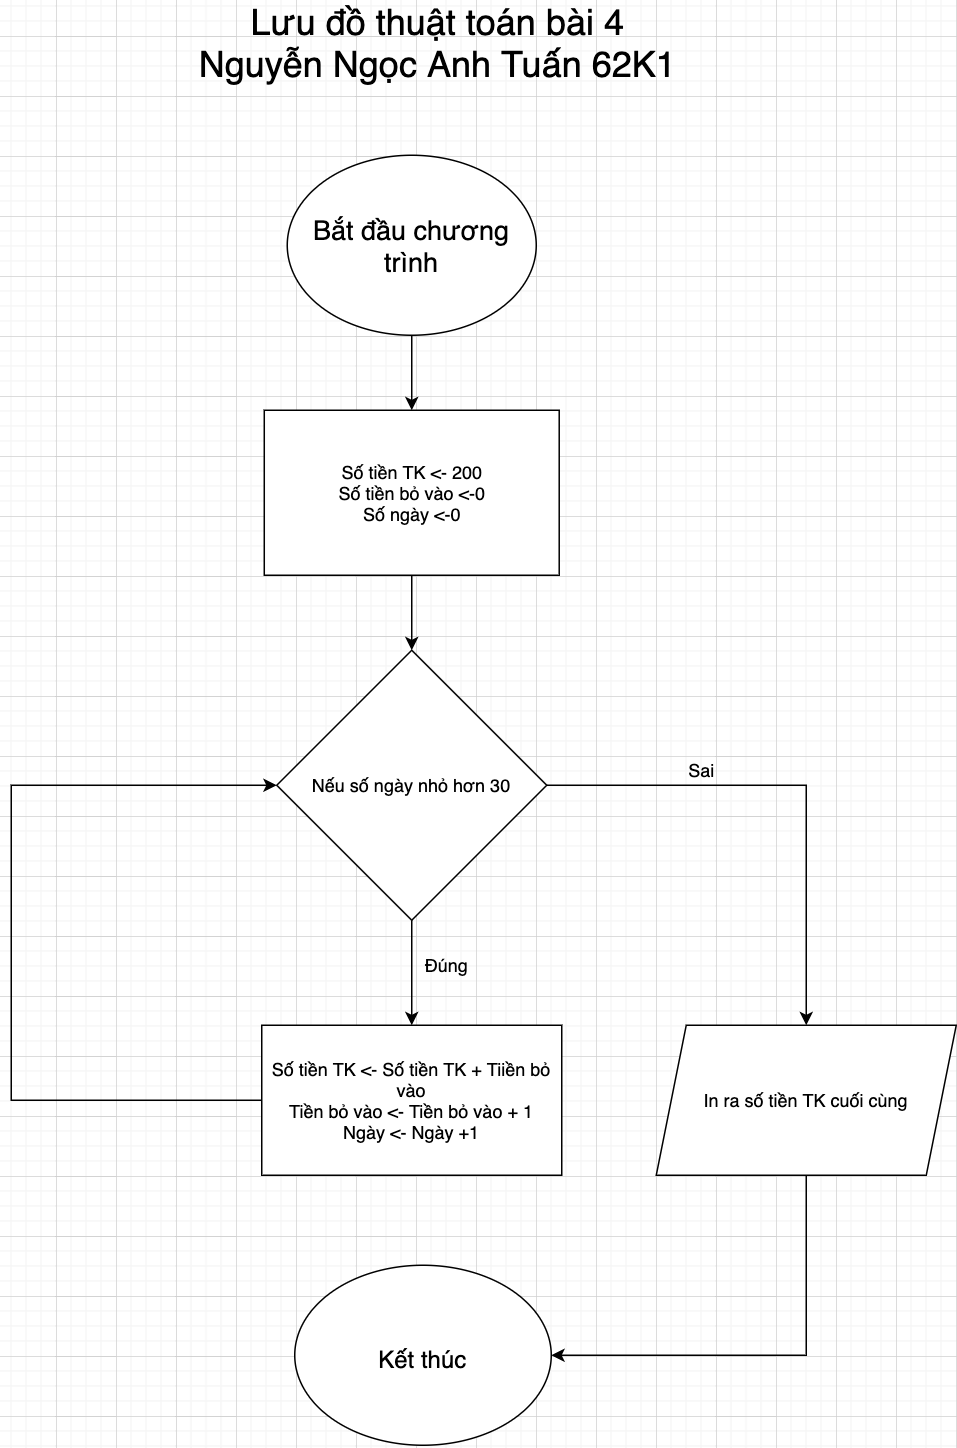 Lưu đồ thuật toán bài 4
Nguyễn Ngọc Anh Tuấn 62K1
Bắt đầu chương
trình
Số tiền TK <- 200
Số tiền bỏ vào <-0
Số ngày <-0
Nếu số ngày nhỏ hơn 30
Sai
Đúng
Số tiền TK <- Số tiền TK + Tiiền bỏ
vào
Tiền bỏ vào <- Tiền bỏ vào + 1
Ngày <- Ngày +1
In ra số tiền TK cuối cùng
Kết thúc